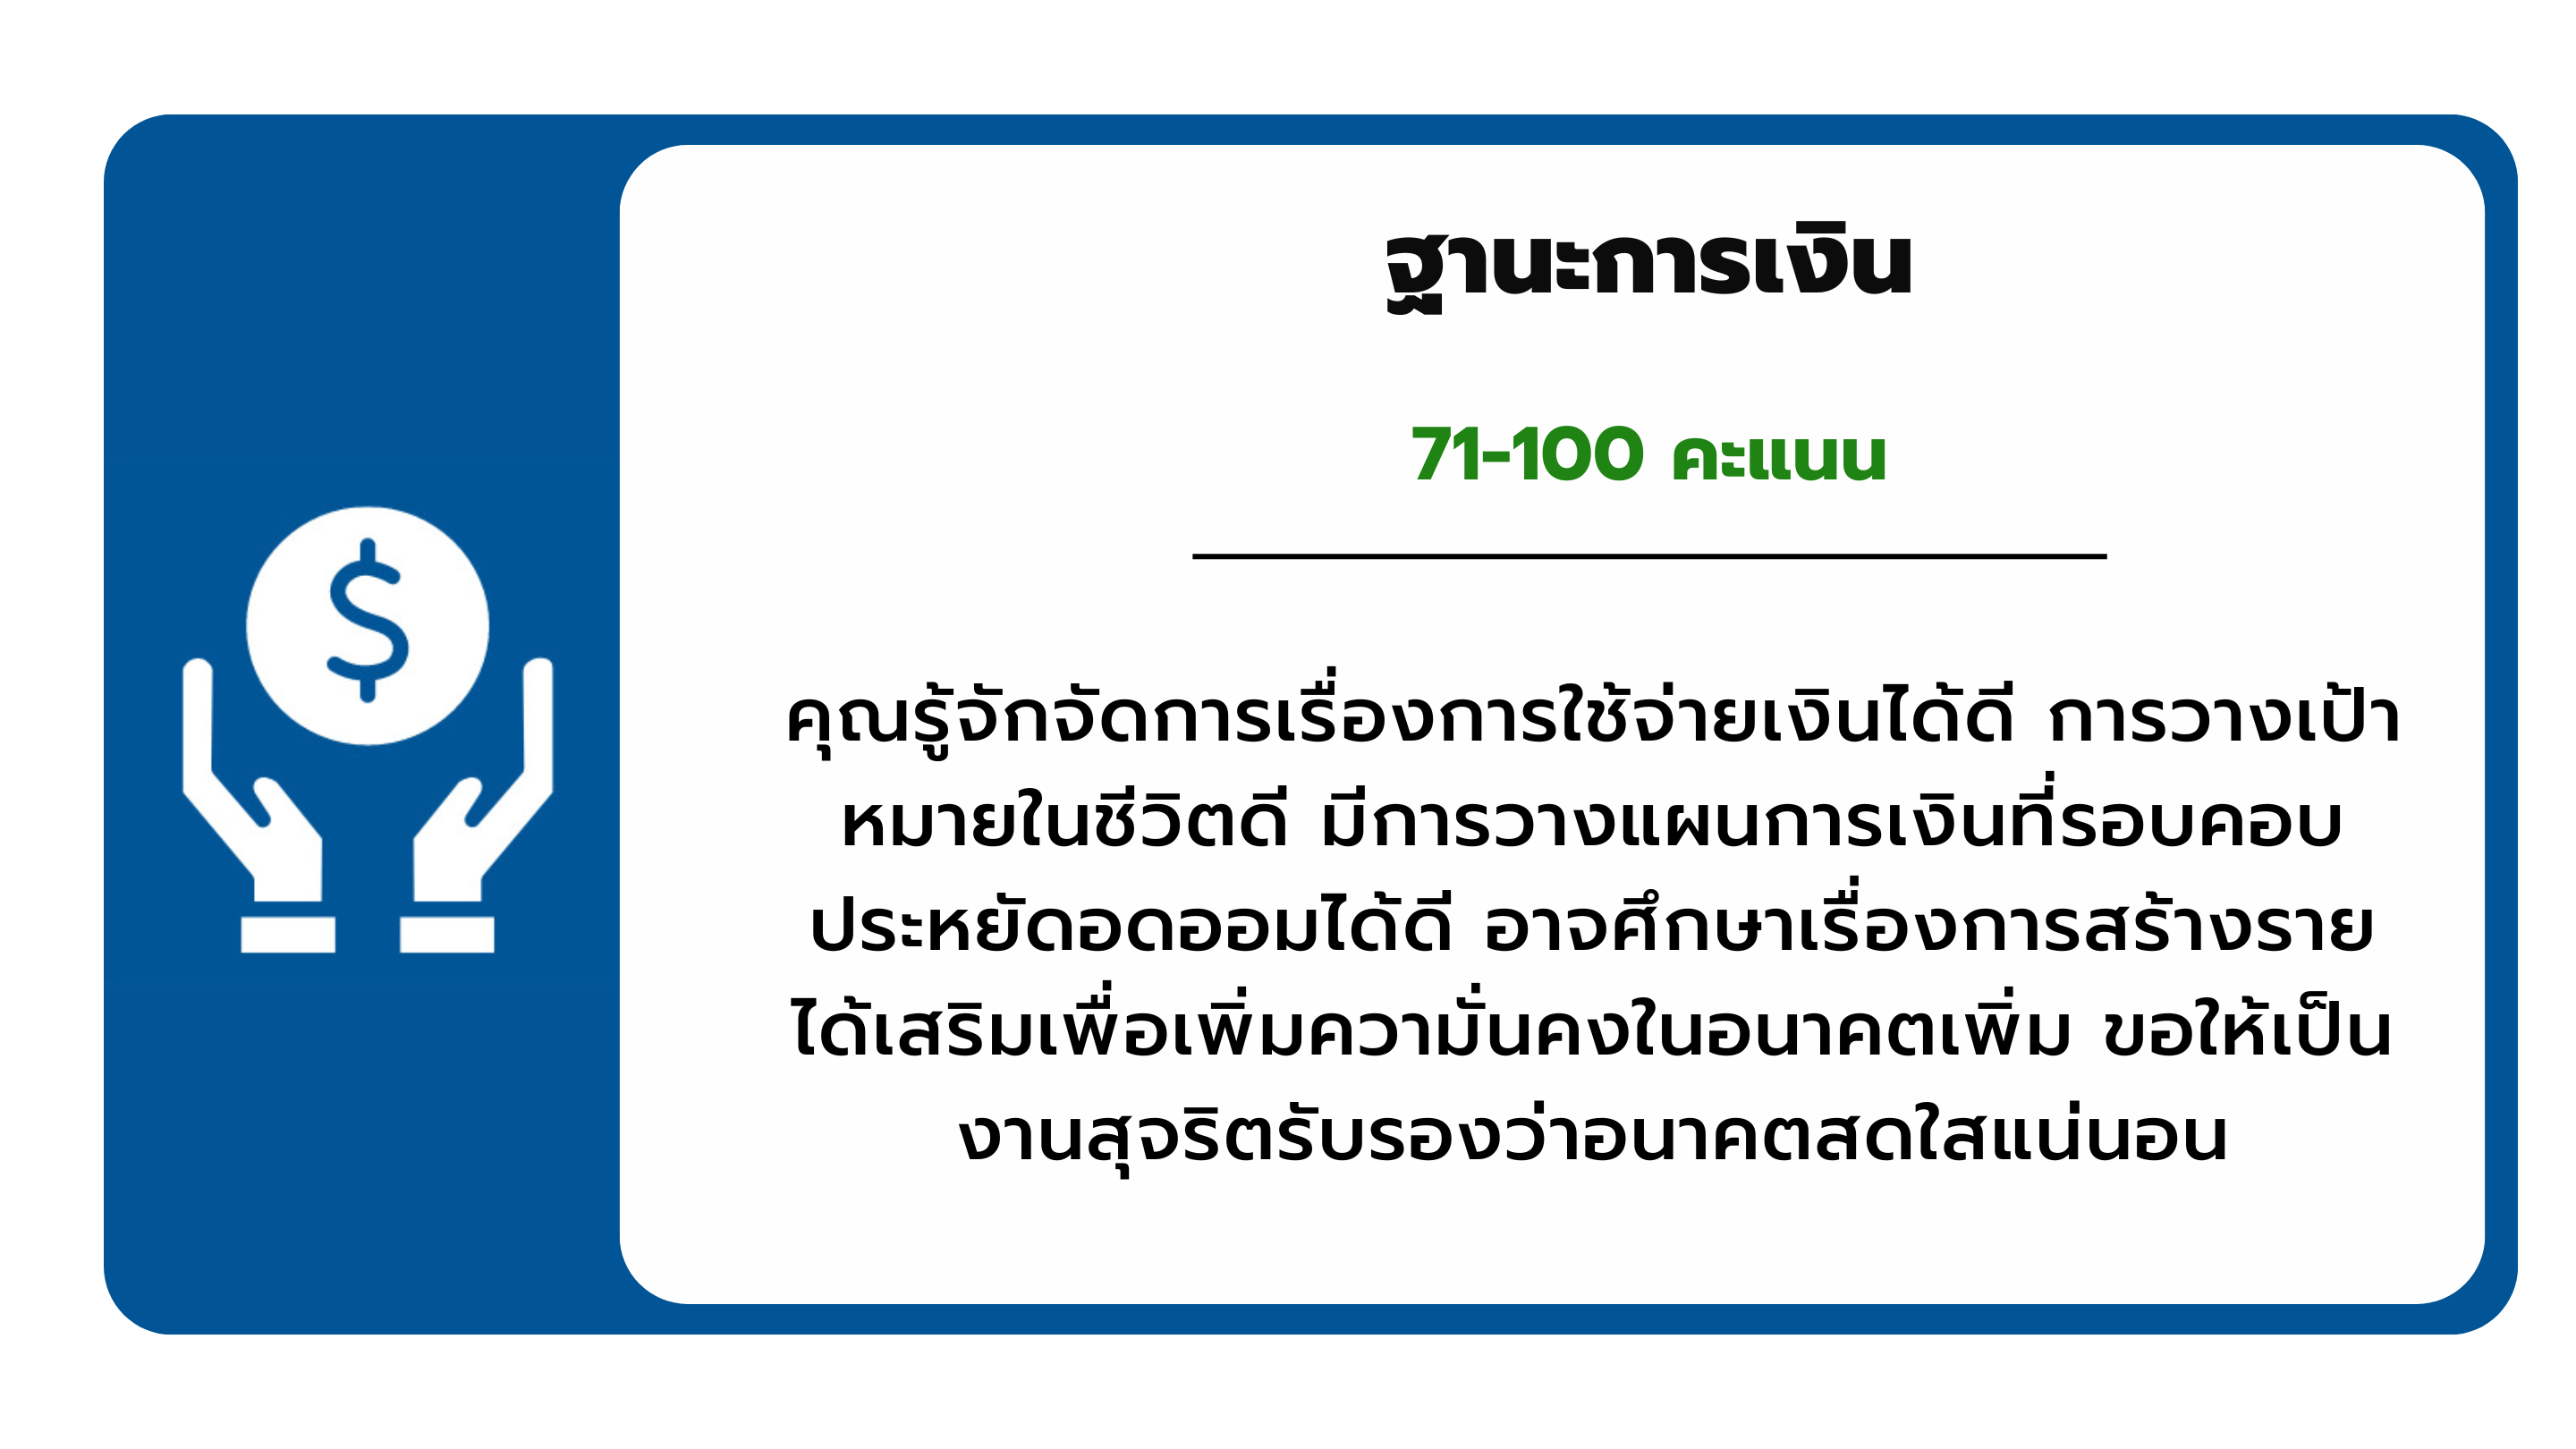 ฐานะการเงิน
71-100 คะแนน
คุณรู้จักจัดการเรื่องการใช้จ่ายเงินได้ดี การวางเป้า
หมายในชีวิตดี มีการวางแผนการเงินที่รอบคอบ
ประหยัดอดออมได้ดี อาจศึกษาเรื่องการสร้างราย
ได้เสริมเพื่อเพิ่มความั่นคงในอนาคตเพิ่ม ขอให้เป็น
งานสุจริตรับรองว่าอนาคตสดใสแน่นอน